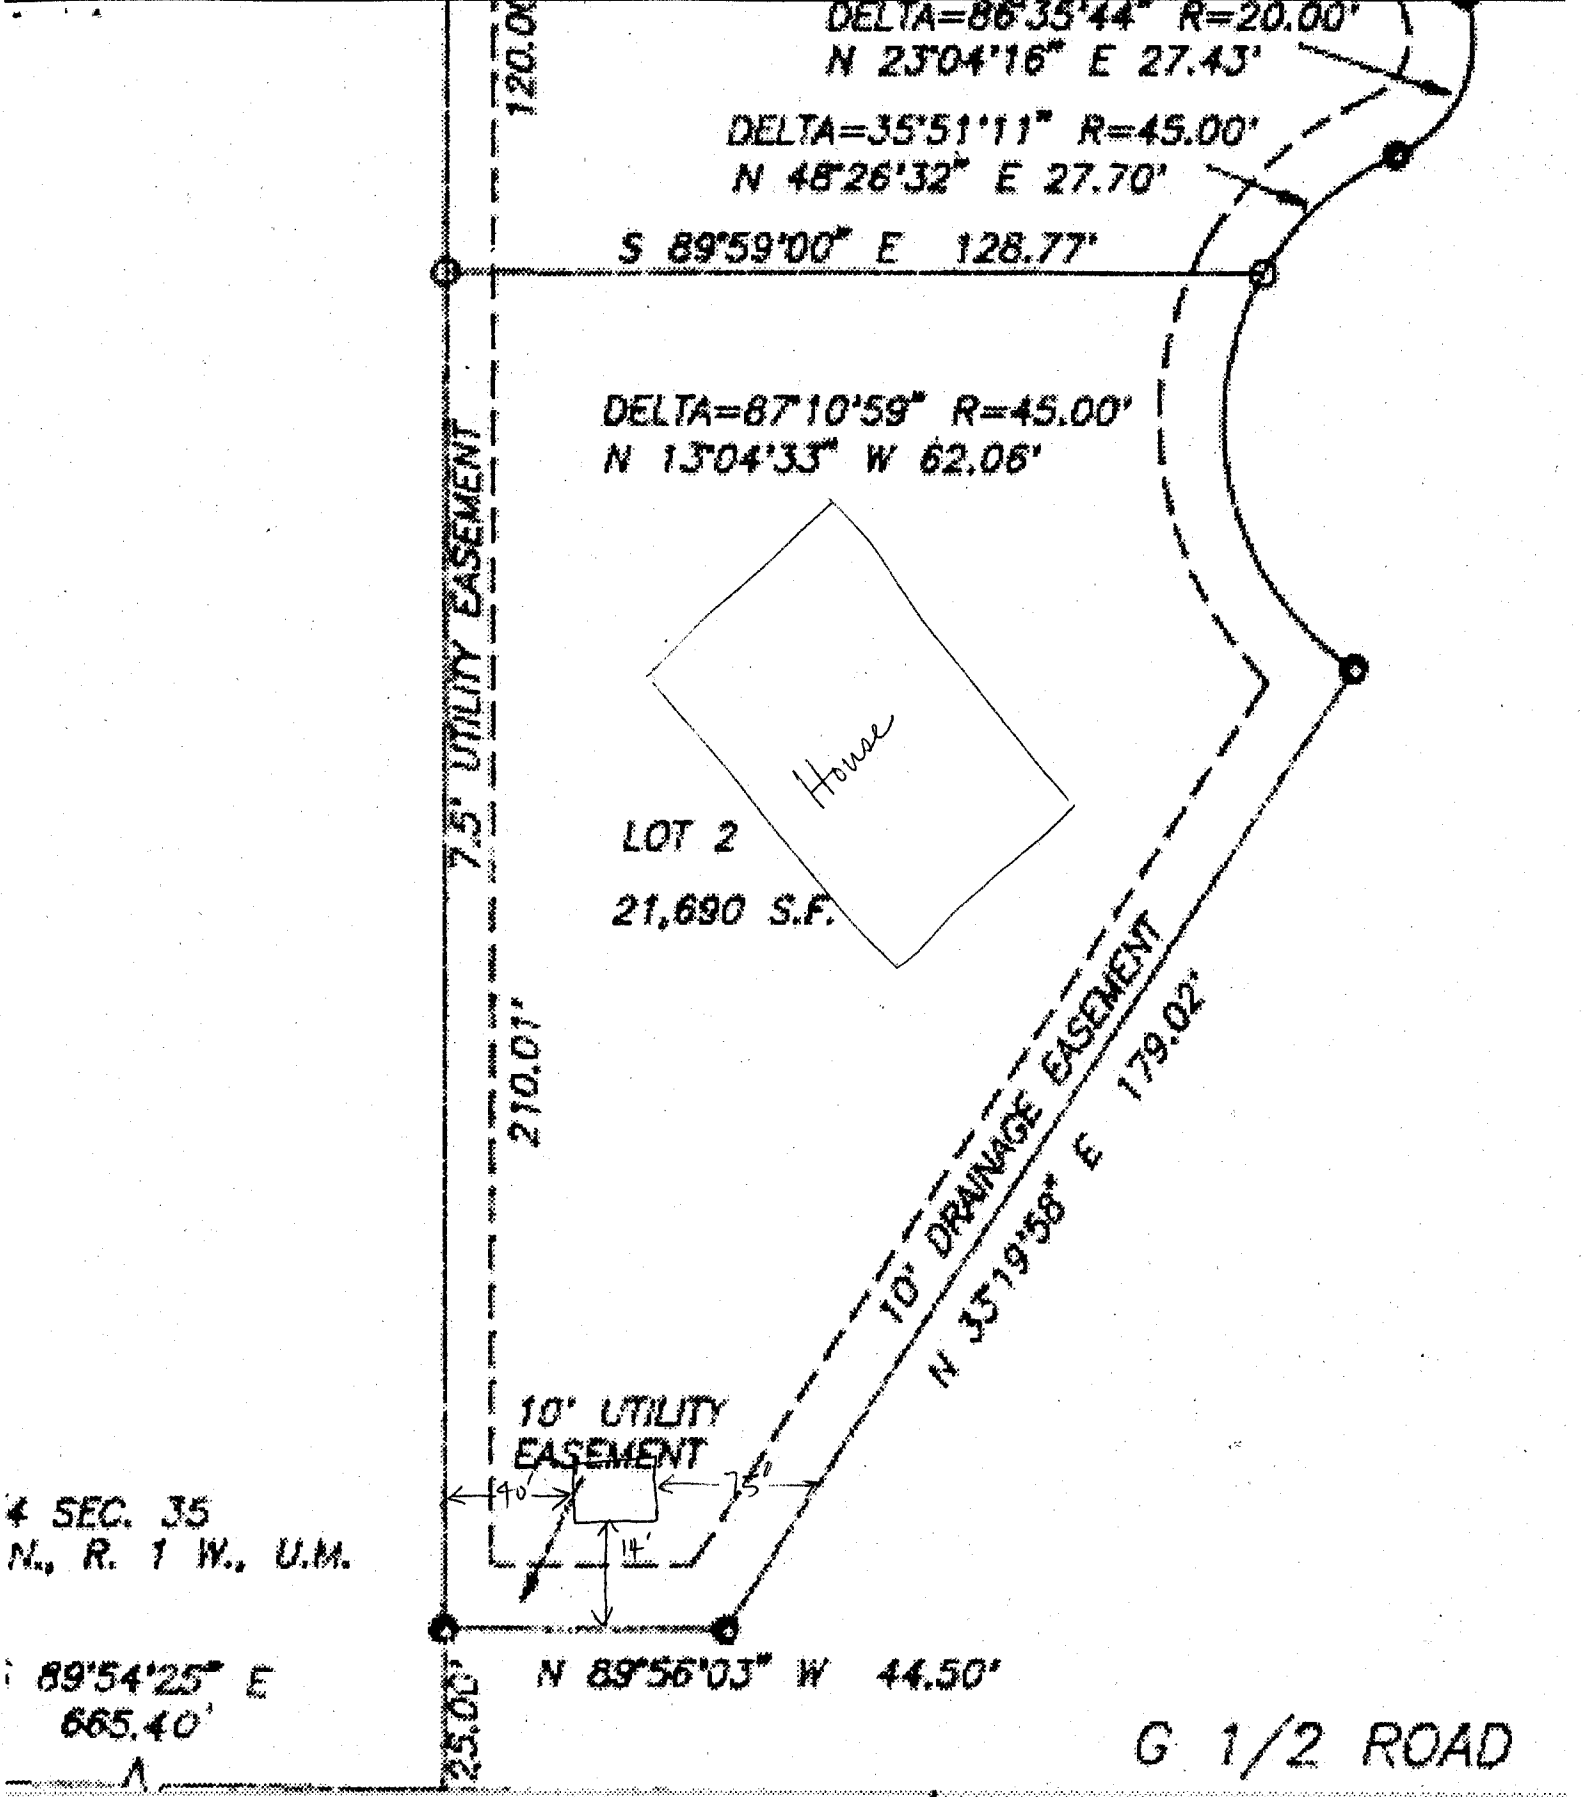 120.00
DELTA=86°35'44" R=20.00'
N 23°04'16" E 27.43'
DELTA=35°51'11" R=45.00'
N 48°26'32" E 27.70'
S 89°59'00" E 128.77'
DELTA=87°10'59" R=45.00'
N 13°04'33" W 62.06'
7.5' UTILITY EASEMENT
House
LOT 2
21,690 S.F.
210.01'
10' DRAINAGE EASEMENT
N 35°19'58" E 179.02'
10' UTILITY
EASEMENT
40'
75'
14'
4 SEC. 35
N., R. 1 W., U.M.
89°54'25" E
665.40'
25.00'
N 89°56'03" W 44.50'
G 1/2 ROAD